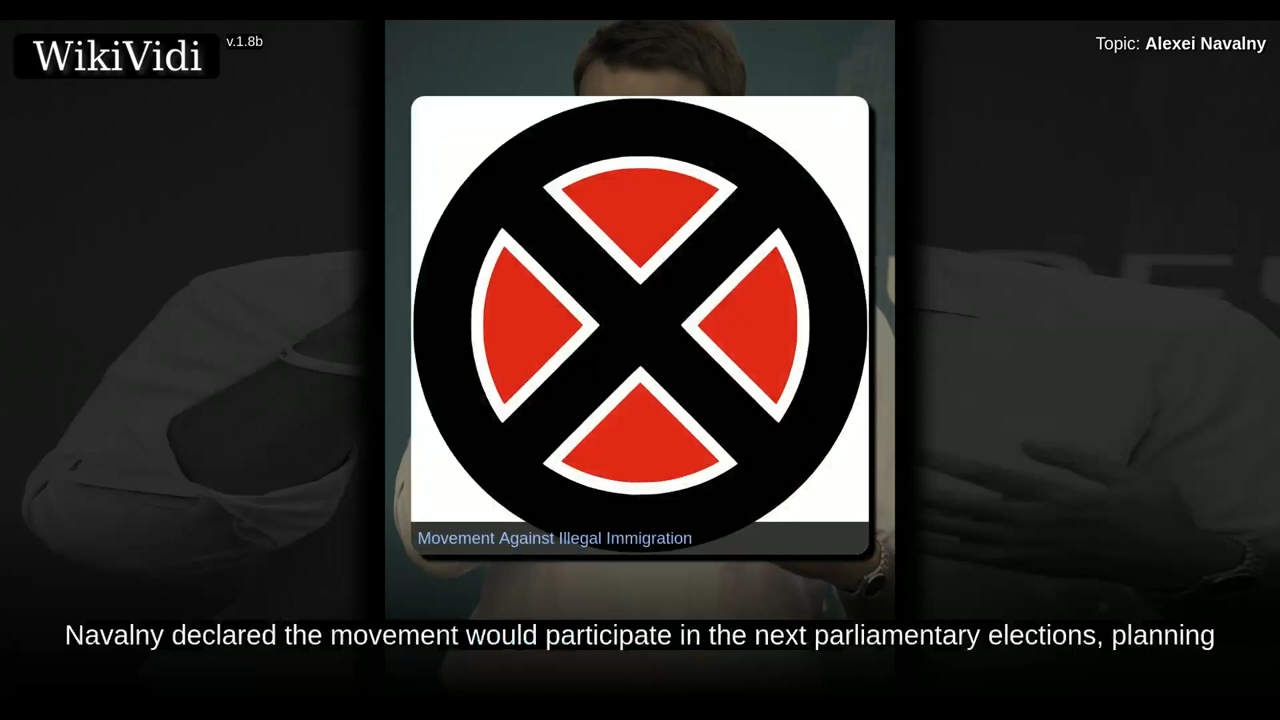 WikiVidi v.1.8b
Topic: Alexei Navalny
Movement Against Illegal Immigration
Navalny declared the movement would participate in the next parliamentary elections, planning